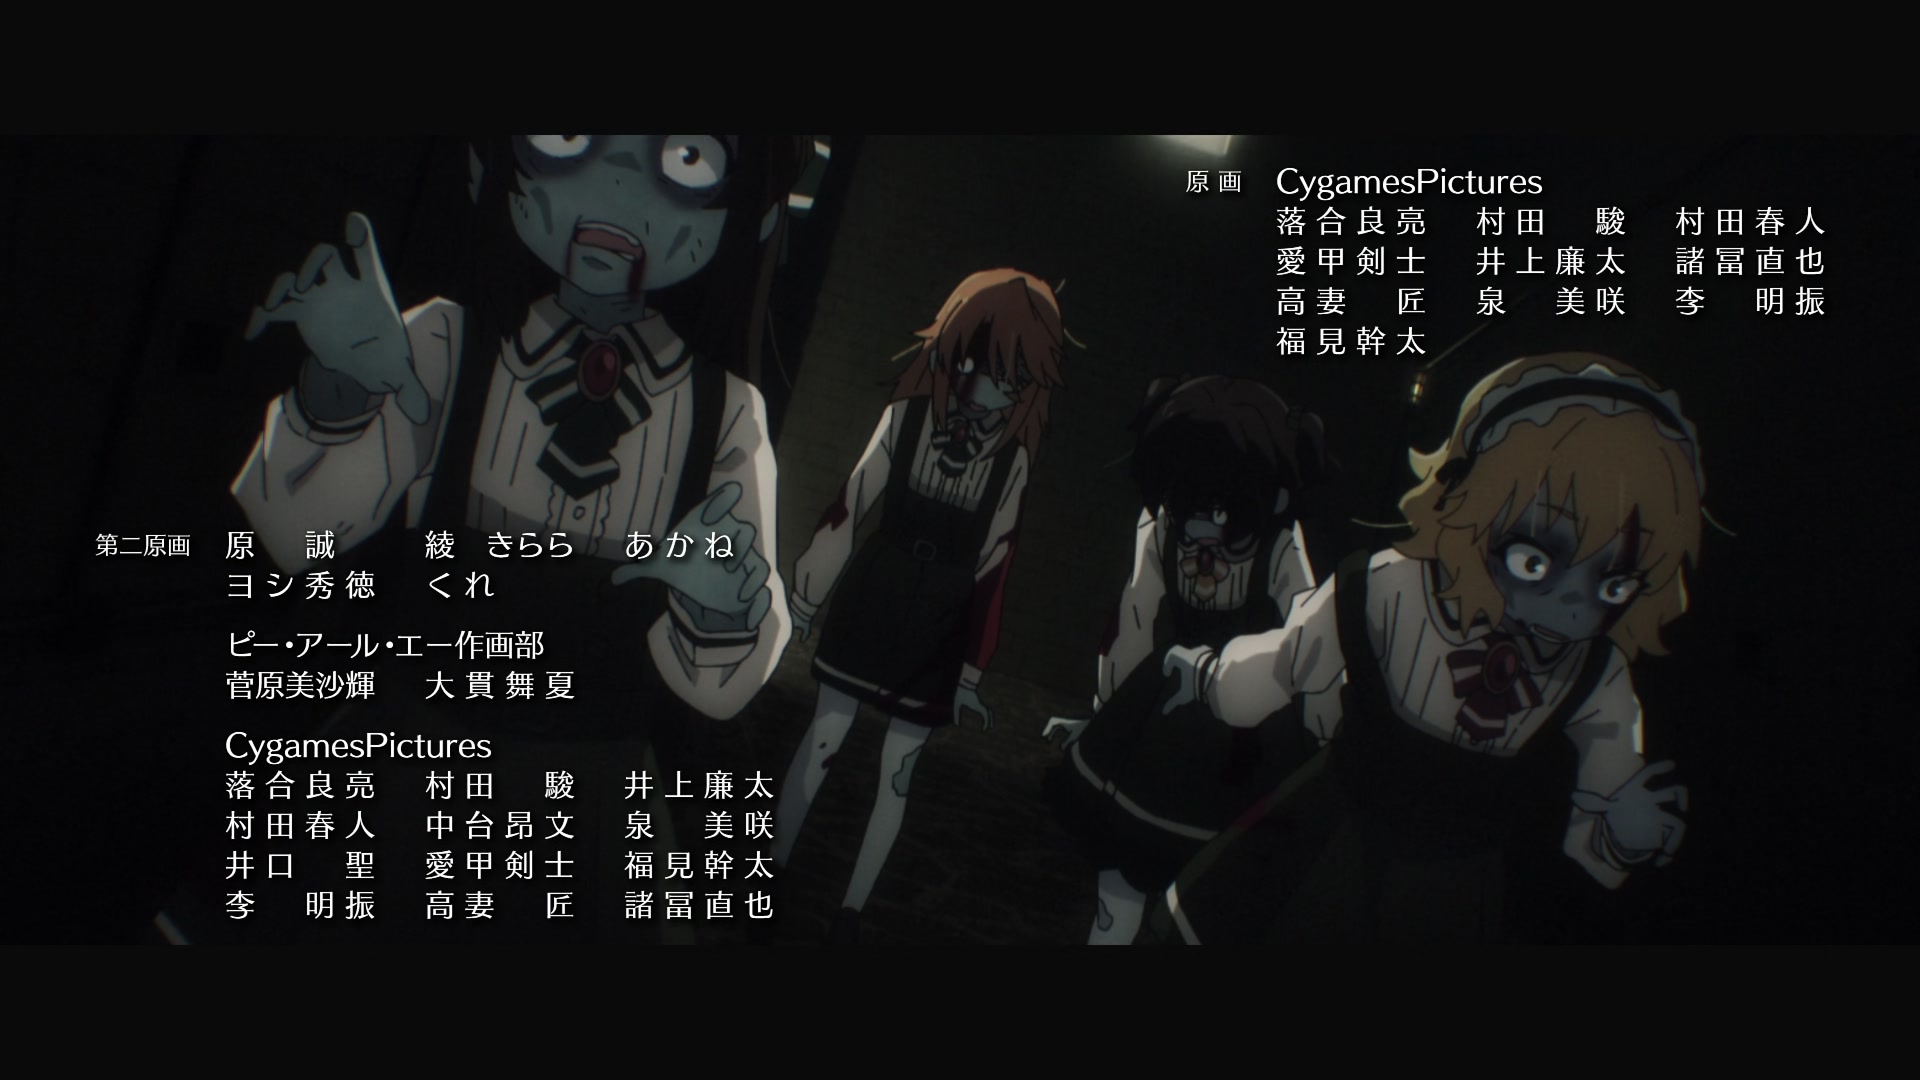 原画 CygamesPictures
落合良亮 村田 駿 村田春人
愛甲剣士 井上廉太 諸冨直也
高妻 匠 泉 美咲 李 明振
福見幹太
第二原画 原 誠 綾 きらら あかね
ヨシ秀徳 くれ
ピー・アール・エー作画部
菅原美沙輝 大貫舞夏
CygamesPictures
落合良亮 村田 駿 井上廉太
村田春人 中台昂文 泉 美咲
井口 聖 愛甲剣士 福見幹太
李 明振 高妻 匠 諸冨直也